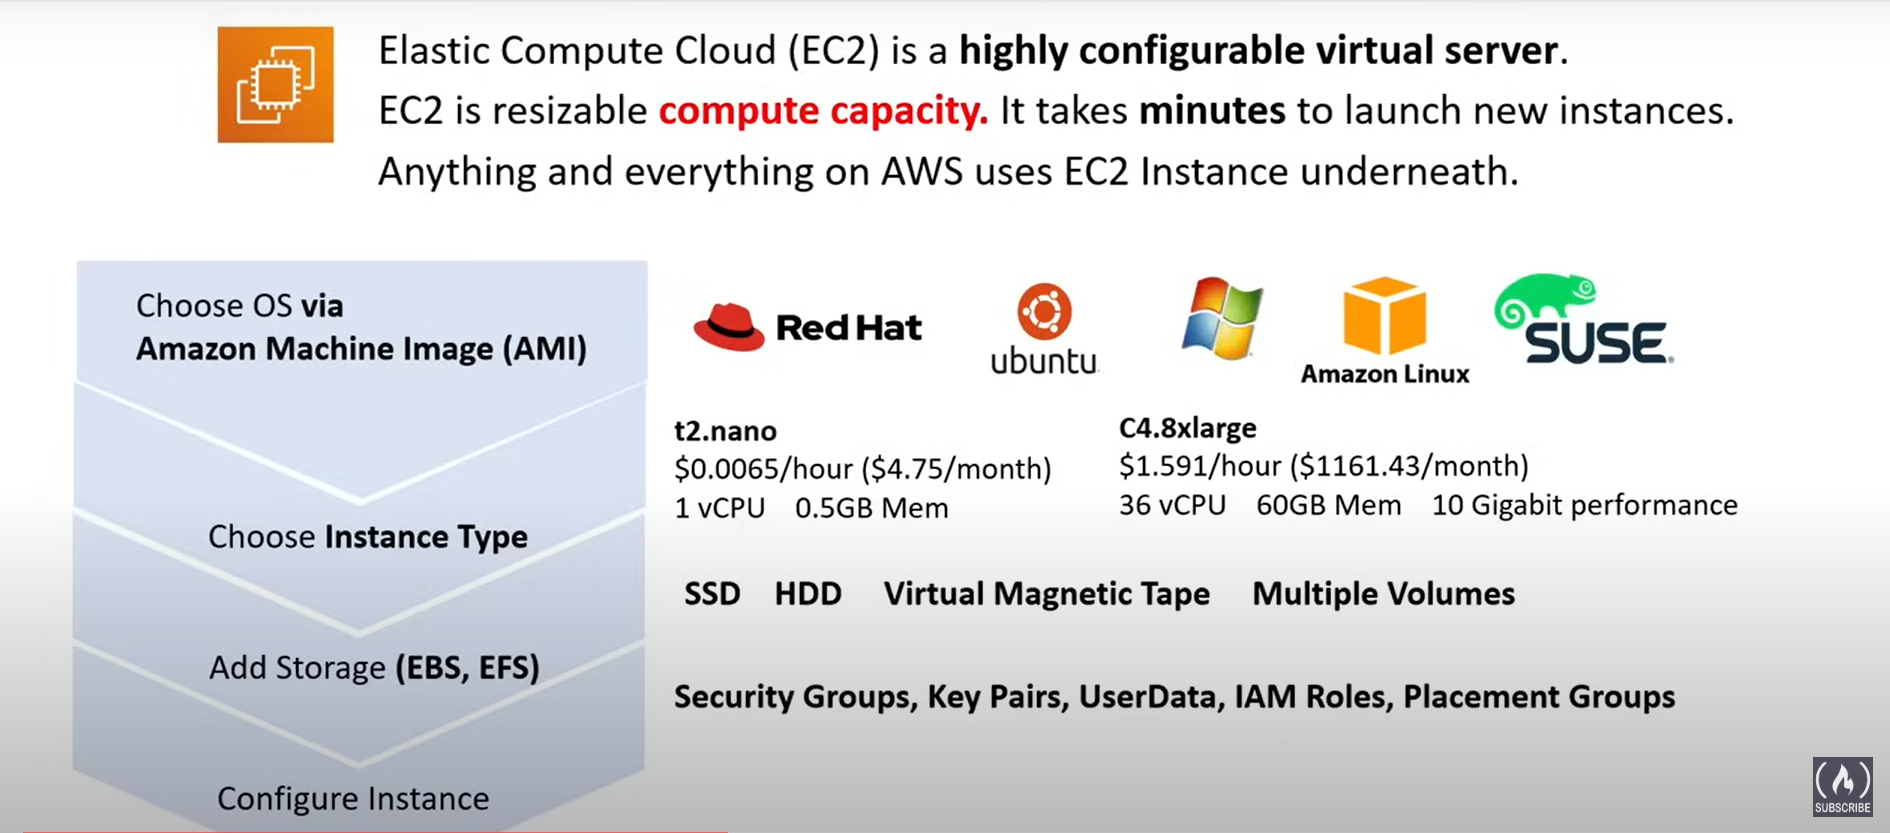 Elastic Compute Cloud (EC2) is a highly configurable virtual server.
EC2 is resizable compute capacity. It takes minutes to launch new instances.
Anything and everything on AWS uses EC2 Instance underneath.
Choose OS via
Amazon Machine Image (AMI)
Red Hat
ubuntu
Amazon Linux
SUSE
Choose Instance Type
t2.nano
$0.0065/hour ($4.75/month)
1 vCPU 0.5GB Mem
C4.8xlarge
$1.591/hour ($1161.43/month)
36 vCPU 60GB Mem 10 Gigabit performance
Add Storage (EBS, EFS)
SSD HDD Virtual Magnetic Tape Multiple Volumes
Configure Instance
Security Groups, Key Pairs, UserData, IAM Roles, Placement Groups
SUBSCRIBE